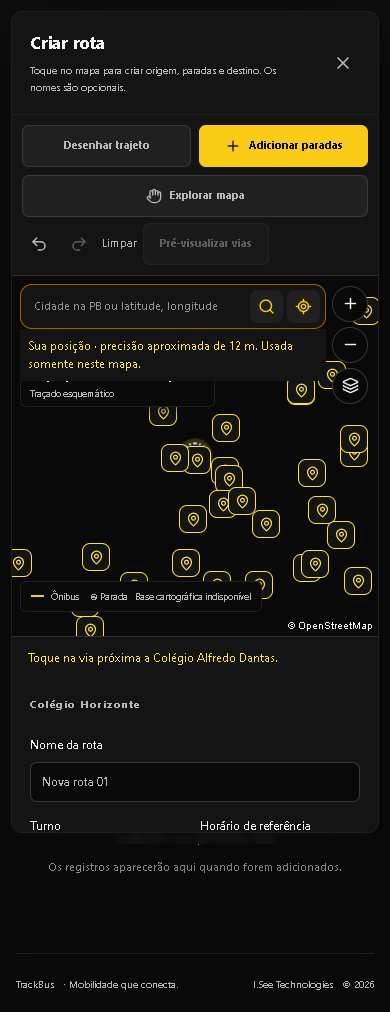 Criar rota
Toque no mapa para criar origem, paradas e destino. Os
nomes são opcionais.
Desenhar trajeto
Adicionar paradas
Explorar mapa
Limpar
Pré-visualizar vias
Cidade na PB ou latitude, longitude
Sua posição · precisão aproximada de 12 m. Usada
somente neste mapa.
Traçado esquemático
Ônibus
Parada
Base cartográfica indisponível
© OpenStreetMap
Toque na via próxima a Colégio Alfredo Dantas.
Colégio Horizonte
Nome da rota
Nova rota 01
Turno
Horário de referência
Os registros aparecerão aqui quando forem adicionados.
TrackBus · Mobilidade que conecta.
I.See Technologies © 2026